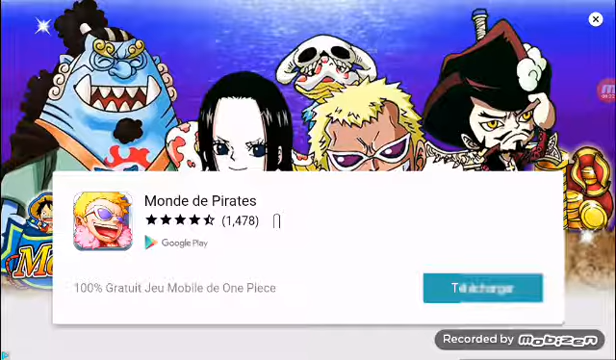 Monde de Pirates
(1,478)
Google Play
100% Gratuit Jeu Mobile de One Piece
Télécharger
Recorded by mobizen